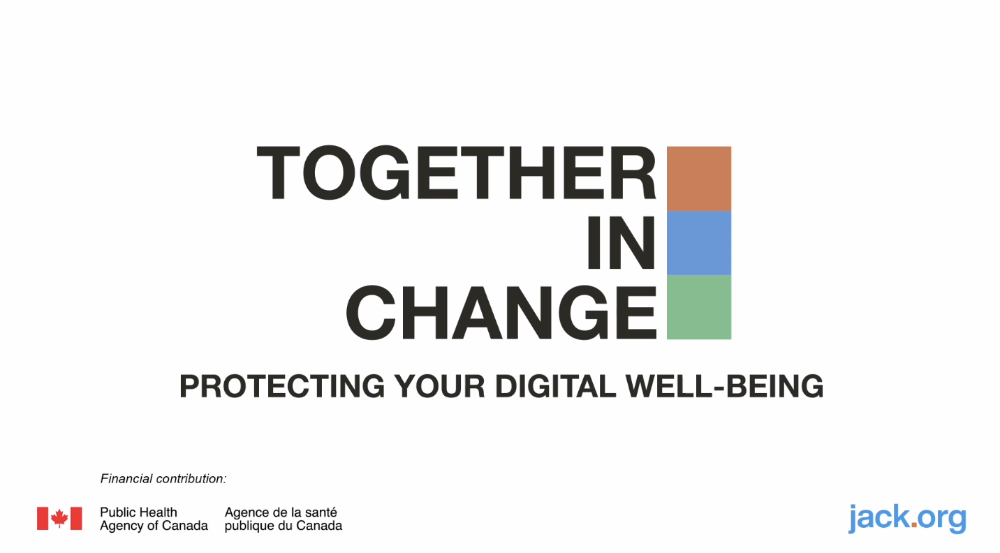 TOGETHER
IN
CHANGE
PROTECTING YOUR DIGITAL WELL-BEING
Financial contribution:
Public Health
Agency of Canada
Agence de la santé
publique du Canada
jack.org